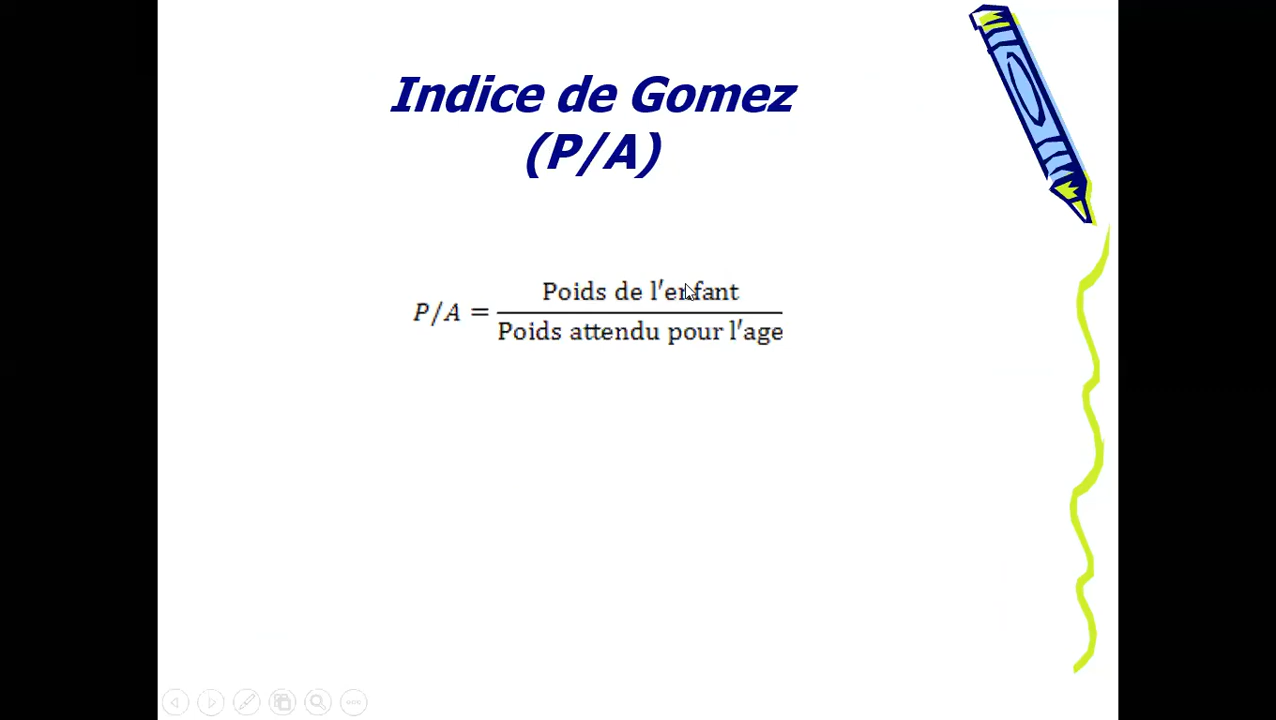 Indice de Gomez
(P/A)
P/A = Poids de l'enfant
Poids attendu pour l'age